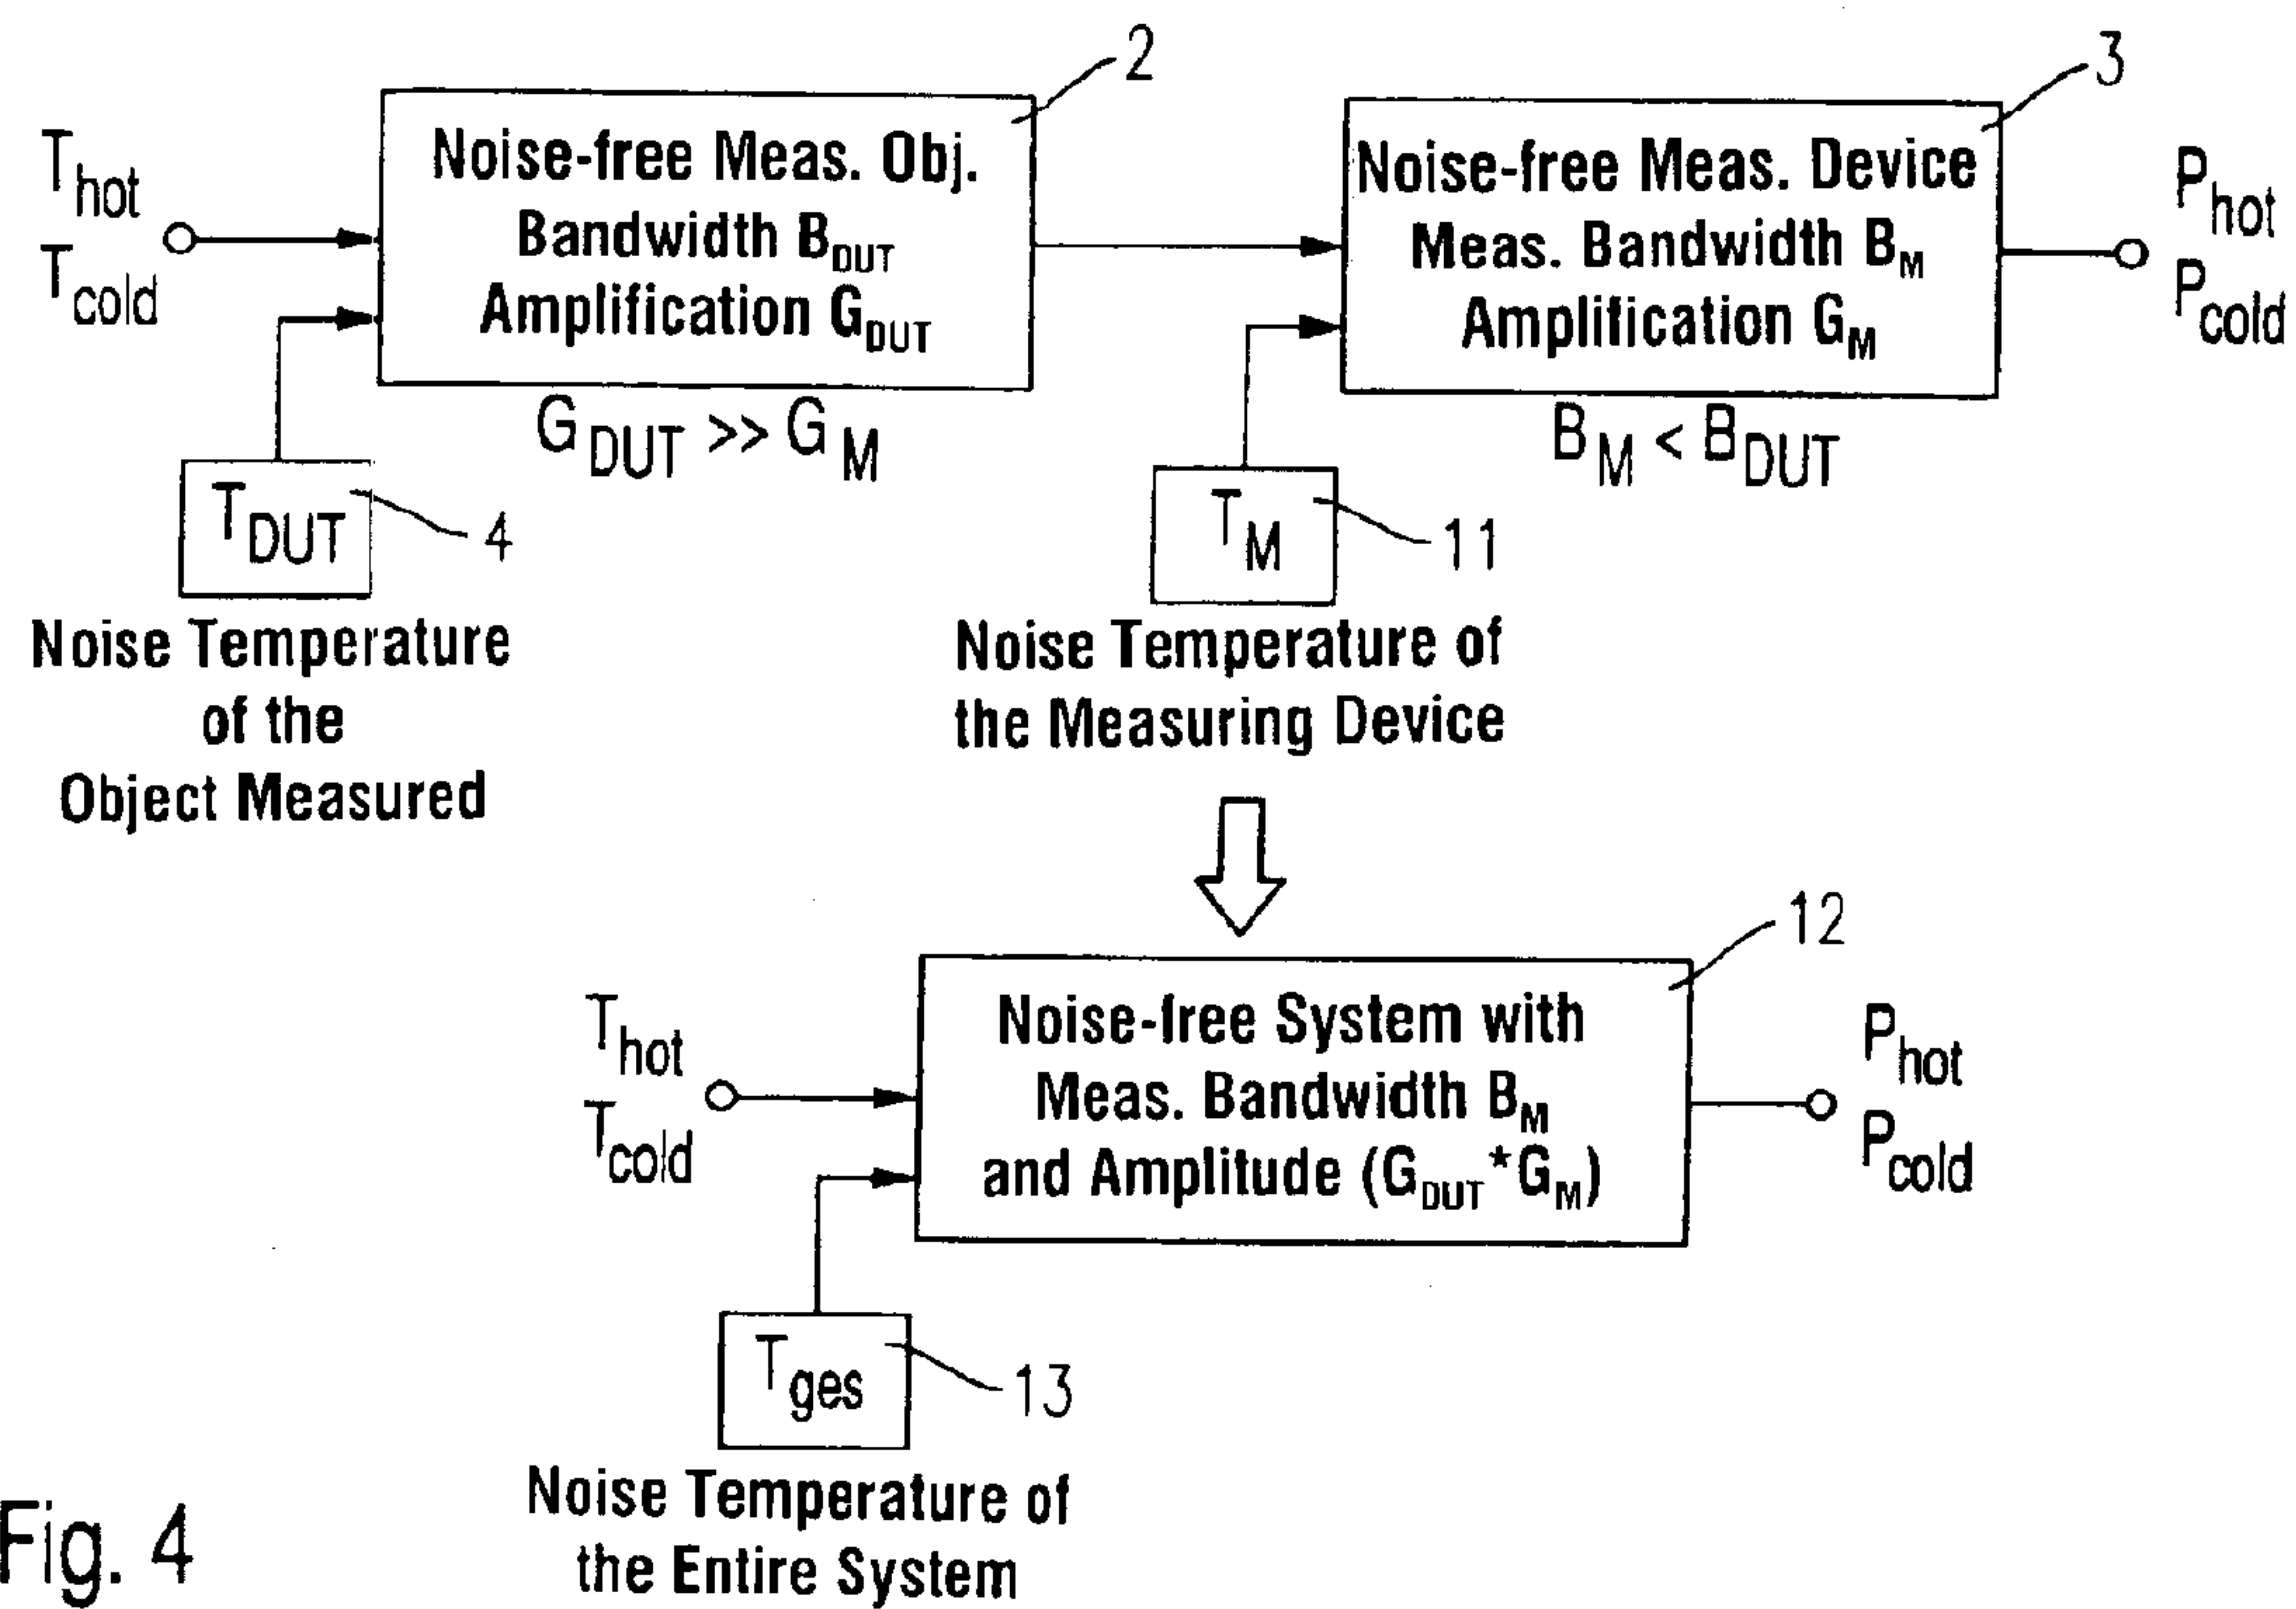 2
3
T_hot
T_cold
Noise-free Meas. Obj.
Bandwidth B_DUT
Amplification G_DUT
Noise-free Meas. Device
Meas. Bandwidth B_M
Amplification G_M
P_hot
P_cold
G_DUT >> G_M
B_M < B_DUT
T_DUT
4
T_M
11
Noise Temperature
of the
Object Measured
Noise Temperature of
the Measuring Device
12
T_hot
T_cold
Noise-free System with
Meas. Bandwidth B_M
and Amplitude (G_DUT*G_M)
P_hot
P_cold
T_ges
13
Noise Temperature of
the Entire System
Fig. 4